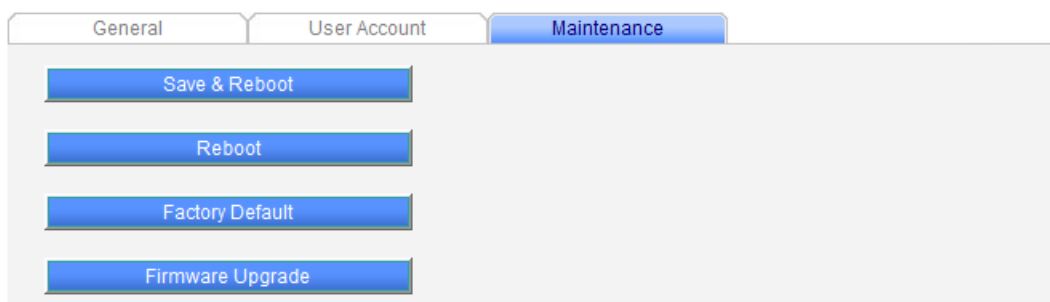 General User Account Maintenance
Save & Reboot
Reboot
Factory Default
Firmware Upgrade